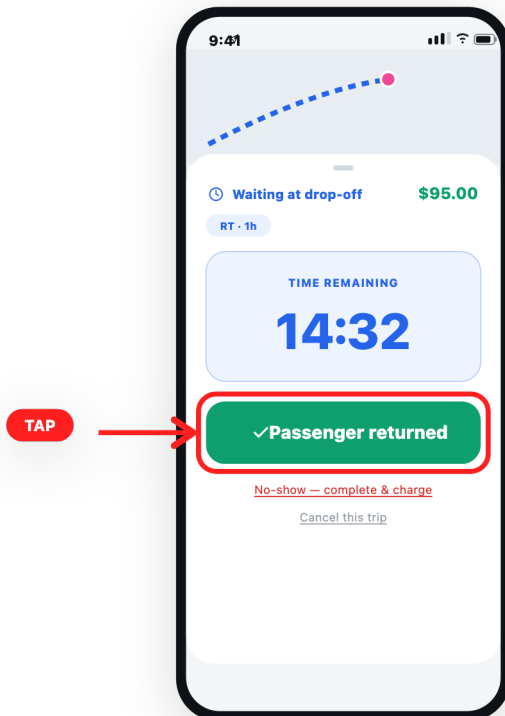 9:41
Waiting at drop-off $95.00
RT · 1h
TIME REMAINING
14:32
TAP
✓Passenger returned
No-show — complete & charge
Cancel this trip